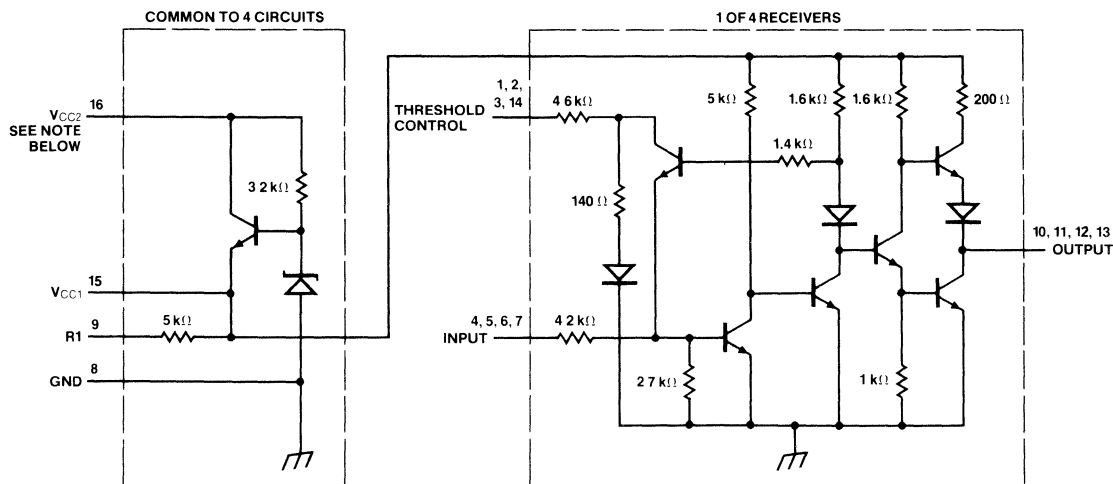 COMMON TO 4 CIRCUITS
1 OF 4 RECEIVERS
VCC2
16
SEE NOTE
BELOW
3 2 kΩ
VCC1
15
R1
9
5 kΩ
GND
8
1, 2,
3, 14
THRESHOLD
CONTROL
4 6 kΩ
140 Ω
5 kΩ
1.6 kΩ
1.6 kΩ
200 Ω
1.4 kΩ
10, 11, 12, 13
OUTPUT
4, 5, 6, 7
INPUT
4 2 kΩ
2 7 kΩ
1 kΩ